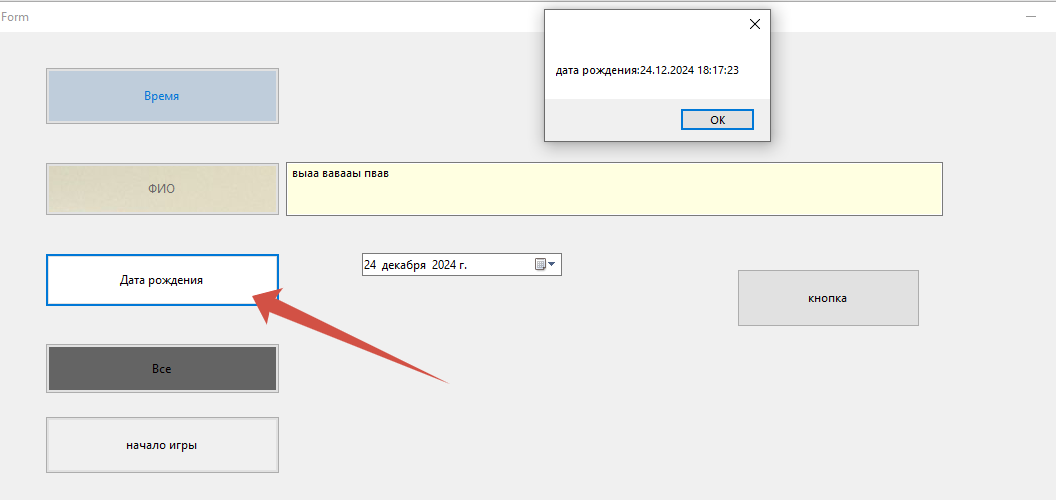 Form
дата рождения:24.12.2024 18:17:23
ОК
Время
ФИО
выаа вавааы пвав
Дата рождения
24 декабря 2024 г.
кнопка
Все
начало игры